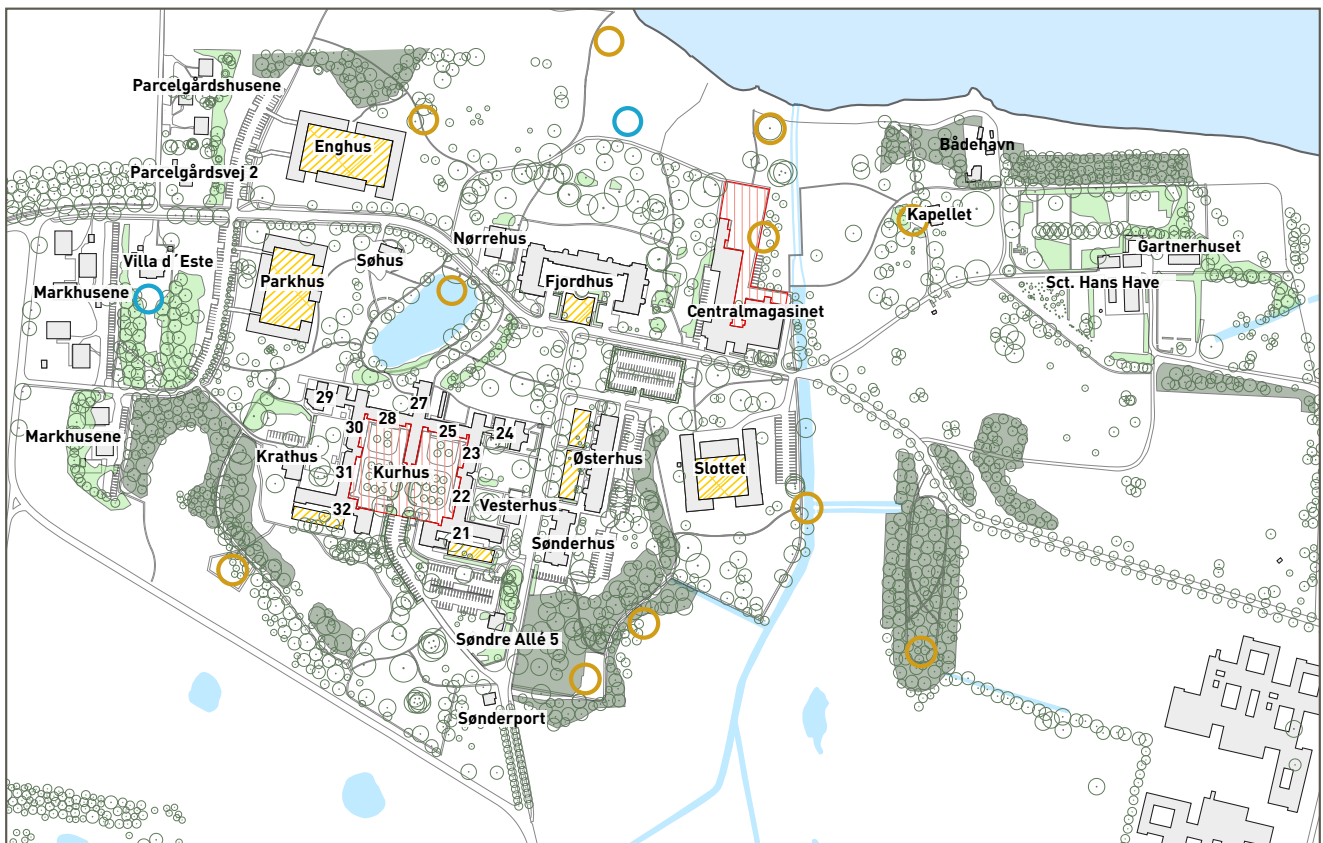 Parcelgårdshusene
Enghus
Bådehavn
Parcelgårdsvej 2
Kapellet
Nørrehus
Gartnerhuset
Villa d´Este
Søhus
Parkhus
Fjordhus
Sct. Hans Have
Markhusene
Centralmagasinet
29
27
28
30
25
24
Markhusene
Krathus
23
Østerhus
31
Kurhus
Slottet
22
Vesterhus
32
21
Sønderhus
Søndre Allé 5
Sønderport